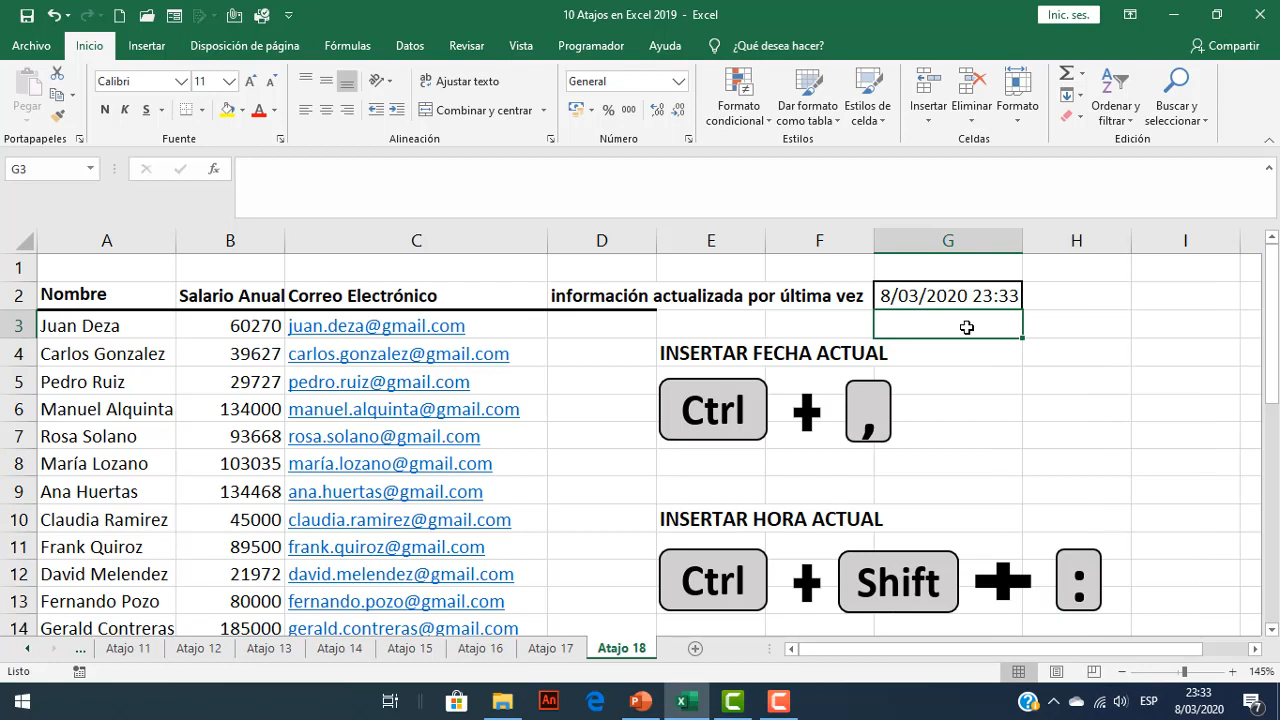 10 Atajos en Excel 2019 - Excel
Inic. ses.
Archivo Inicio Insertar Disposición de página Fórmulas Datos Revisar Vista Programador Ayuda ¿Qué desea hacer? Compartir
Pegar
Calibri 11
N K S
Ajustar texto
Combinar y centrar
General
% 000
Formato condicional
Dar formato como tabla
Estilos de celda
Insertar
Eliminar
Formato
Ordenar y filtrar
Buscar y seleccionar
Portapapeles Fuente Alineación Número Estilos Celdas Edición
G3 fx
A B C D E F G H I
1
2 Nombre Salario Anual Correo Electrónico información actualizada por última vez 8/03/2020 23:33
3 Juan Deza 60270 juan.deza@gmail.com
4 Carlos Gonzalez 39627 carlos.gonzalez@gmail.com INSERTAR FECHA ACTUAL
5 Pedro Ruiz 29727 pedro.ruiz@gmail.com
6 Manuel Alquinta 134000 manuel.alquinta@gmail.com Ctrl + ,
7 Rosa Solano 93668 rosa.solano@gmail.com
8 María Lozano 103035 maría.lozano@gmail.com
9 Ana Huertas 134468 ana.huertas@gmail.com
10 Claudia Ramirez 45000 claudia.ramirez@gmail.com INSERTAR HORA ACTUAL
11 Frank Quiroz 89500 frank.quiroz@gmail.com
12 David Melendez 21972 david.melendez@gmail.com Ctrl + Shift + :
13 Fernando Pozo 80000 fernando.pozo@gmail.com
14 Gerald Contreras 185000 gerald.contreras@gmail.com
... Atajo 11 Atajo 12 Atajo 13 Atajo 14 Atajo 15 Atajo 16 Atajo 17 Atajo 18
Listo 145%
An ESP 23:33
8/03/2020 7